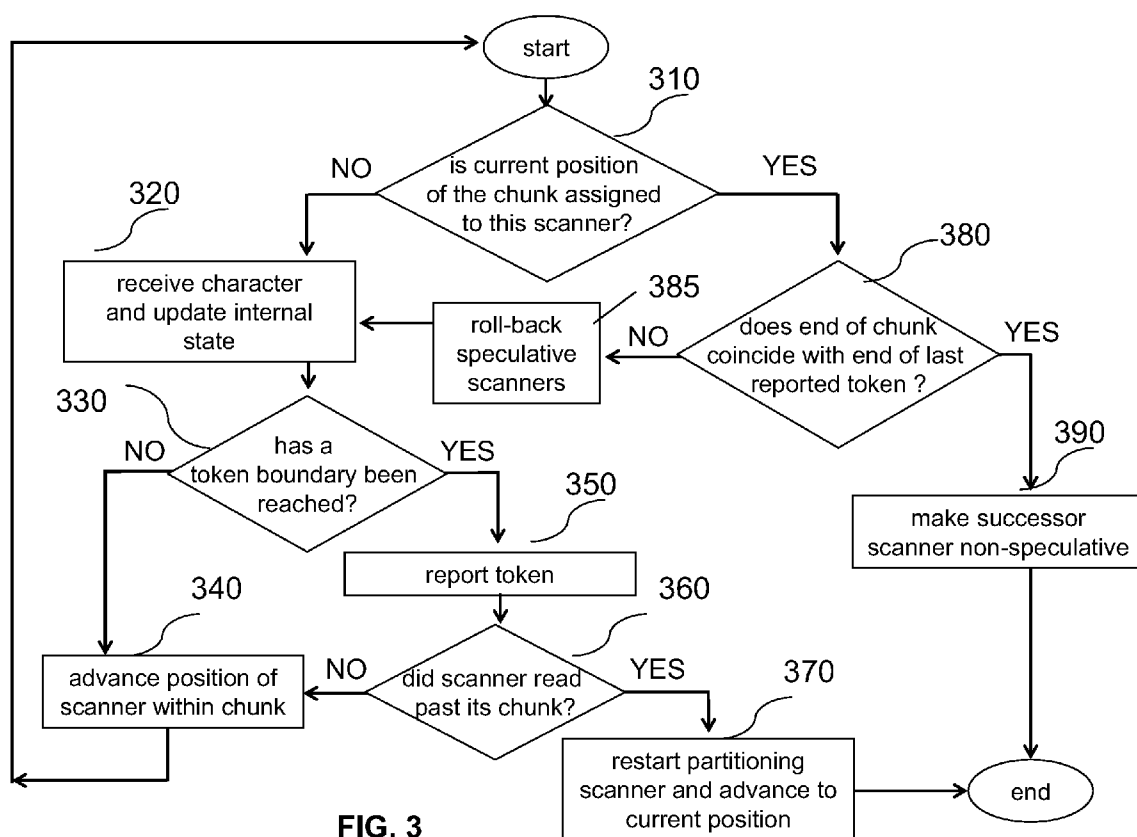 start
310
is current position
of the chunk assigned
to this scanner?
NO
YES
320
receive character
and update internal
state
380
385
roll-back
speculative
scanners
NO
does end of chunk
coincide with end of last
reported token ?
YES
330
NO
has a
token boundary been
reached?
YES
390
make successor
scanner non-speculative
350
report token
340
360
advance position of
scanner within chunk
NO
did scanner read
past its chunk?
YES
370
restart partitioning
scanner and advance to
current position
end
FIG. 3